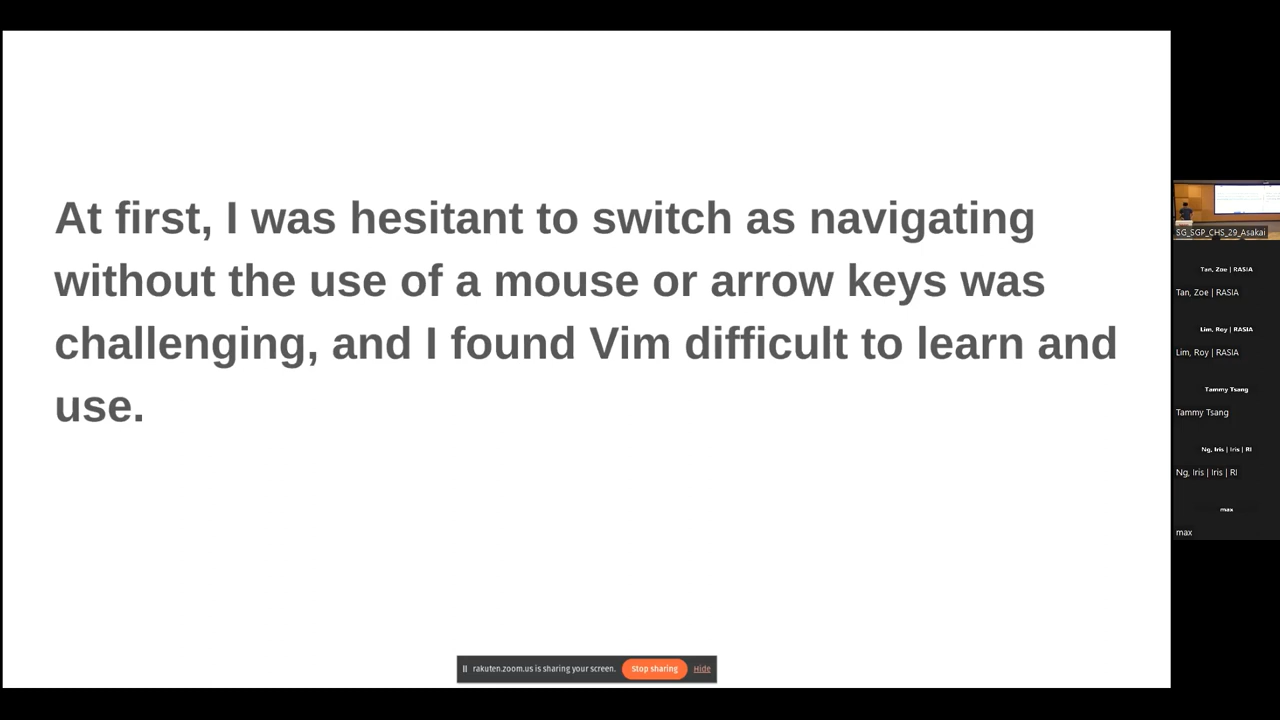 At first, I was hesitant to switch as navigating
without the use of a mouse or arrow keys was
challenging, and I found Vim difficult to learn and
use.
SG_SGP_CHS_29_Asakai
Tan, Zoe | RASIA
Tan, Zoe | RASIA
Lim, Roy | RASIA
Lim, Roy | RASIA
Tammy Tsang
Tammy Tsang
Ng, Iris | Iris | RI
Ng, Iris | Iris | RI
max
max
rakuten.zoom.us is sharing your screen.
Stop sharing
Hide